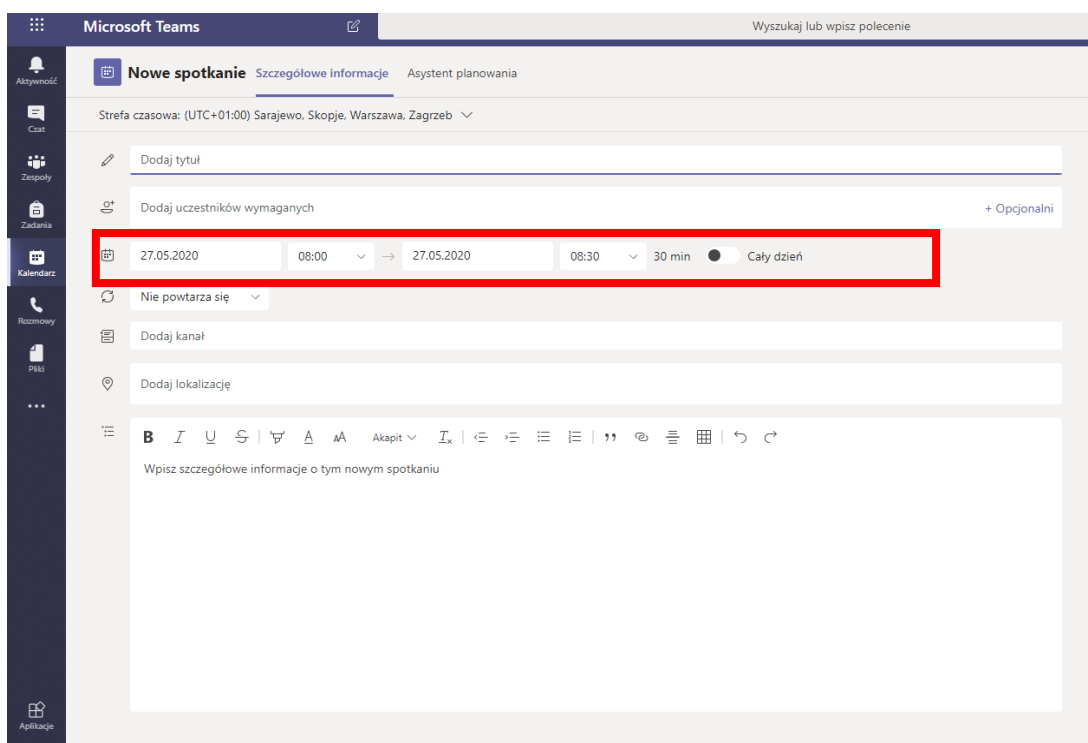 Microsoft Teams
Wyszukaj lub wpisz polecenie
Aktywność
Czat
Zespoły
Zadania
Kalendarz
Rozmowy
Pliki
Aplikacje
Nowe spotkanie Szczegółowe informacje Asystent planowania
Strefa czasowa: (UTC+01:00) Sarajewo, Skopje, Warszawa, Zagrzeb
Dodaj tytuł
Dodaj uczestników wymaganych + Opcjonalni
27.05.2020 08:00 → 27.05.2020 08:30 30 min Cały dzień
Nie powtarza się
Dodaj kanał
Dodaj lokalizację
B I U S A AA Akapit Tx
Wpisz szczegółowe informacje o tym nowym spotkaniu